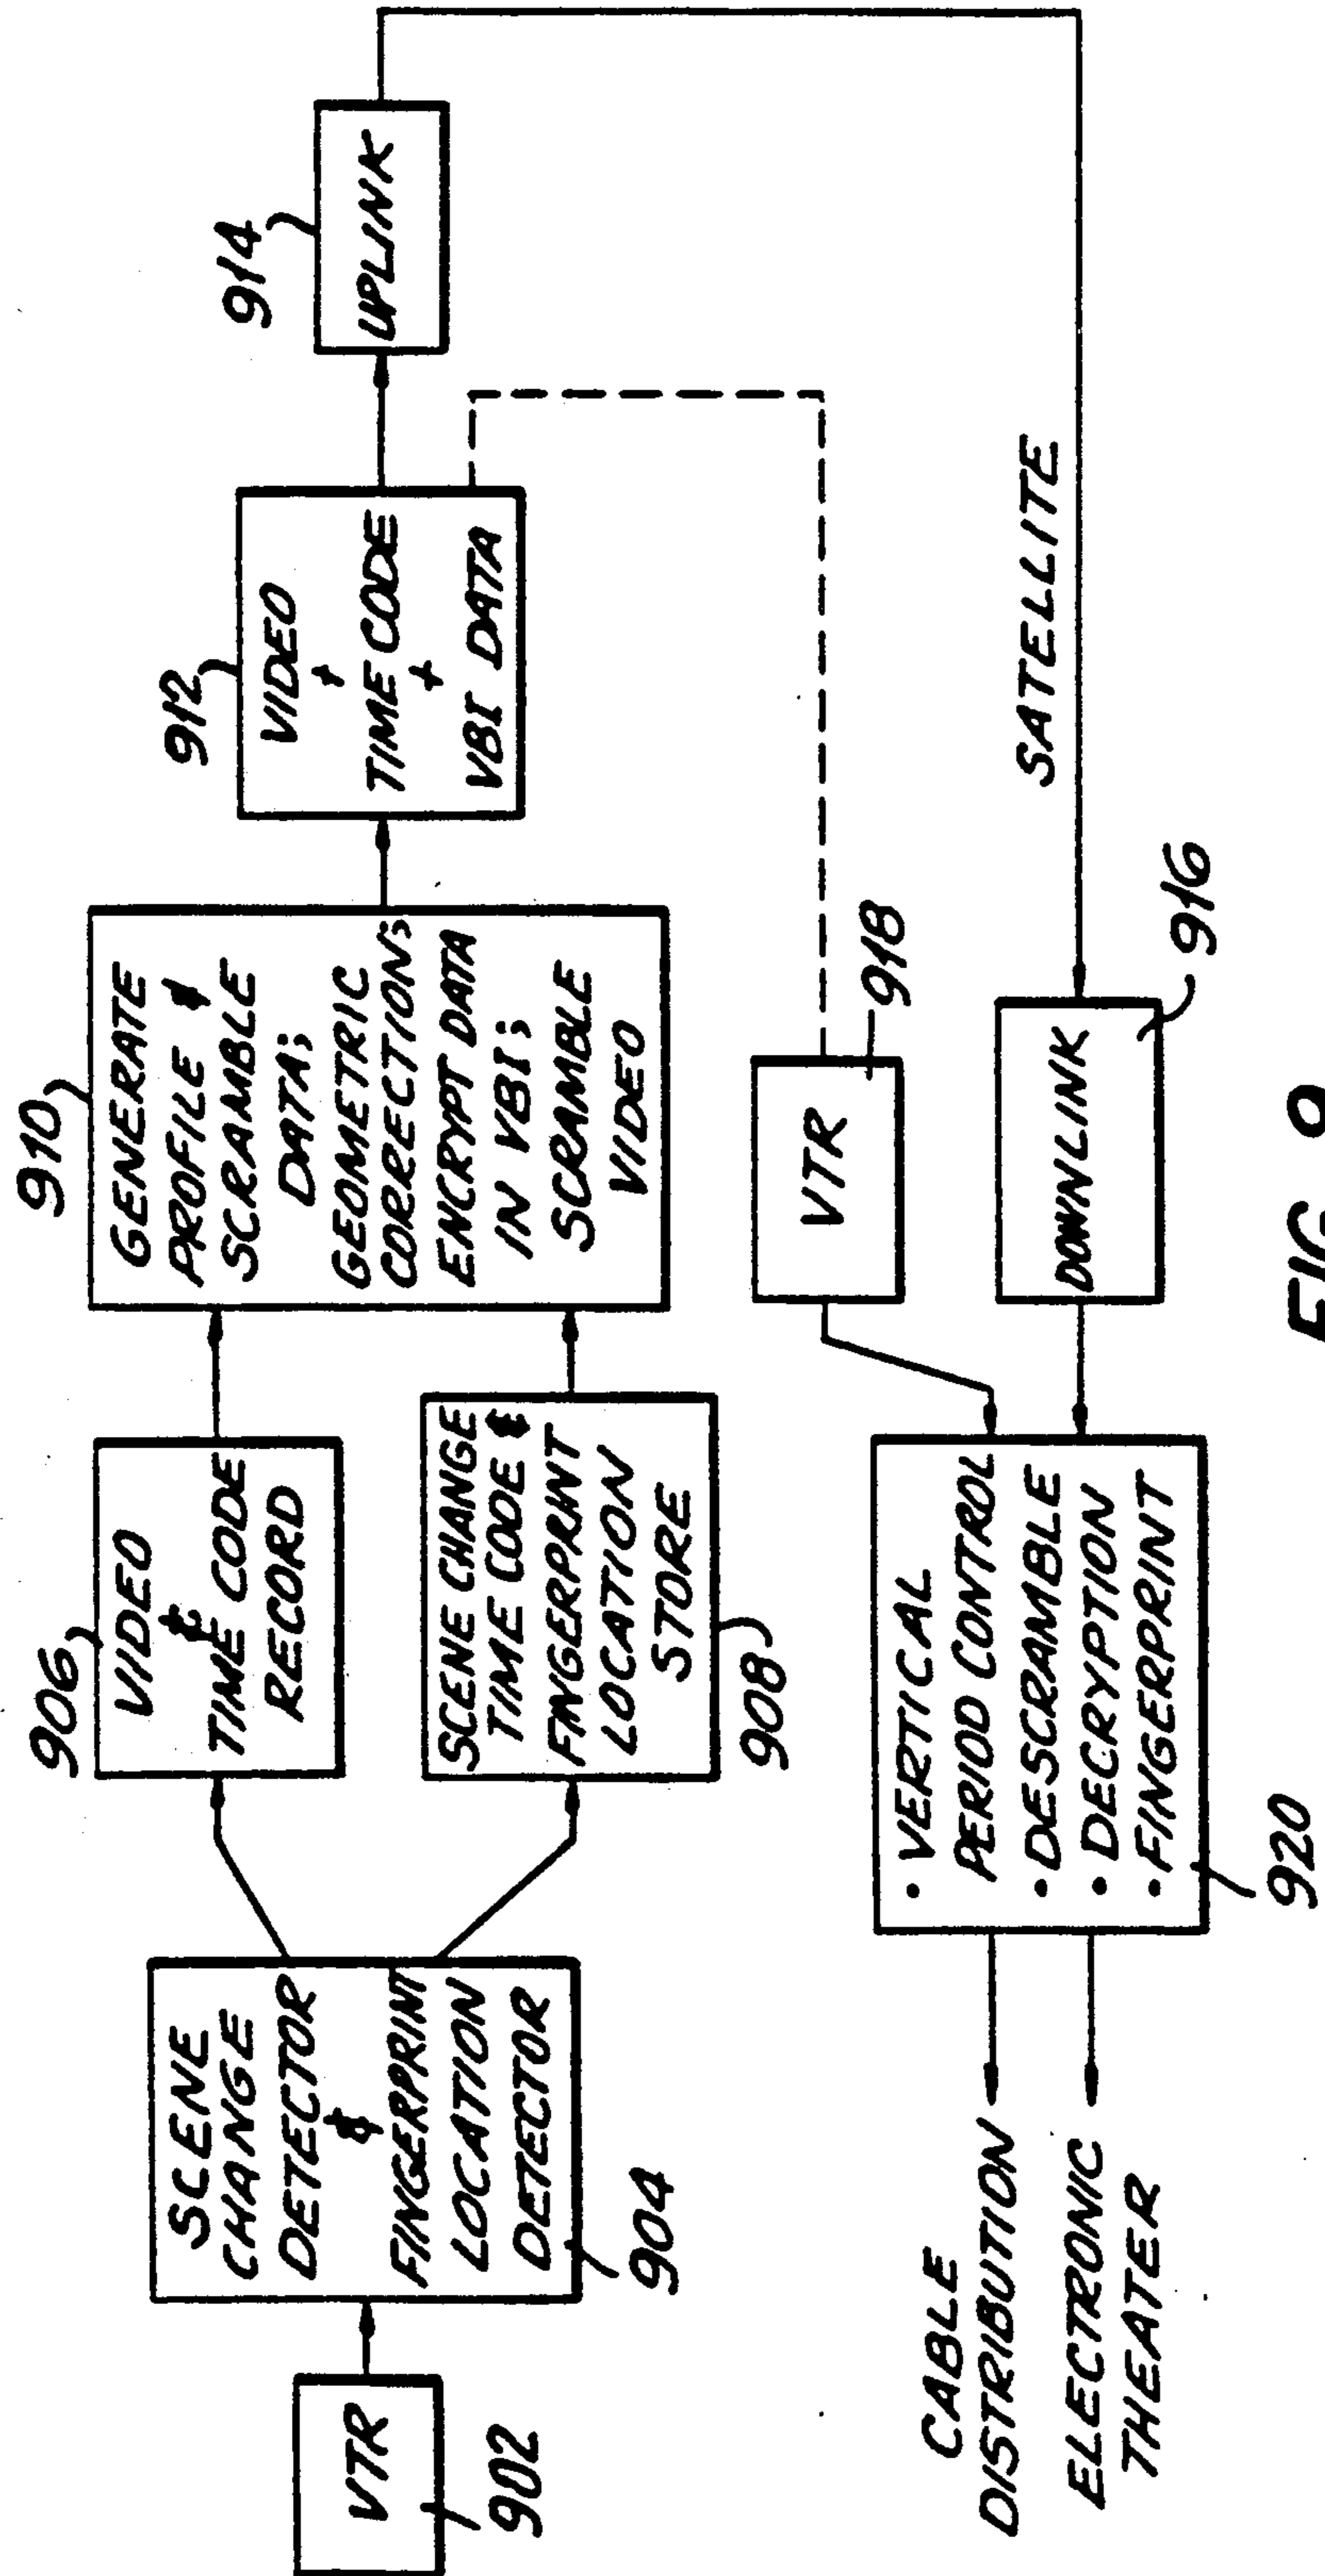 902
VTR
904
SCENE
CHANGE
DETECTOR
&
FINGERPRINT
LOCATION
DETECTOR
906
VIDEO
&
TIME CODE
RECORD
908
SCENE CHANGE
TIME CODE &
FINGERPRINT
LOCATION
STORE
910
GENERATE
PROFILE &
SCRAMBLE
DATA;
GEOMETRIC
CORRECTION;
ENCRYPT DATA
IN VBI;
SCRAMBLE
VIDEO
912
VIDEO
+
TIME CODE
+
VBI DATA
914
UPLINK
SATELLITE
916
DOWNLINK
918
VTR
920
• VERTICAL
PERIOD CONTROL
• DESCRAMBLE
• DECRYPTION
• FINGERPRINT
CABLE
DISTRIBUTION
ELECTRONIC
THEATER
FIG. 9